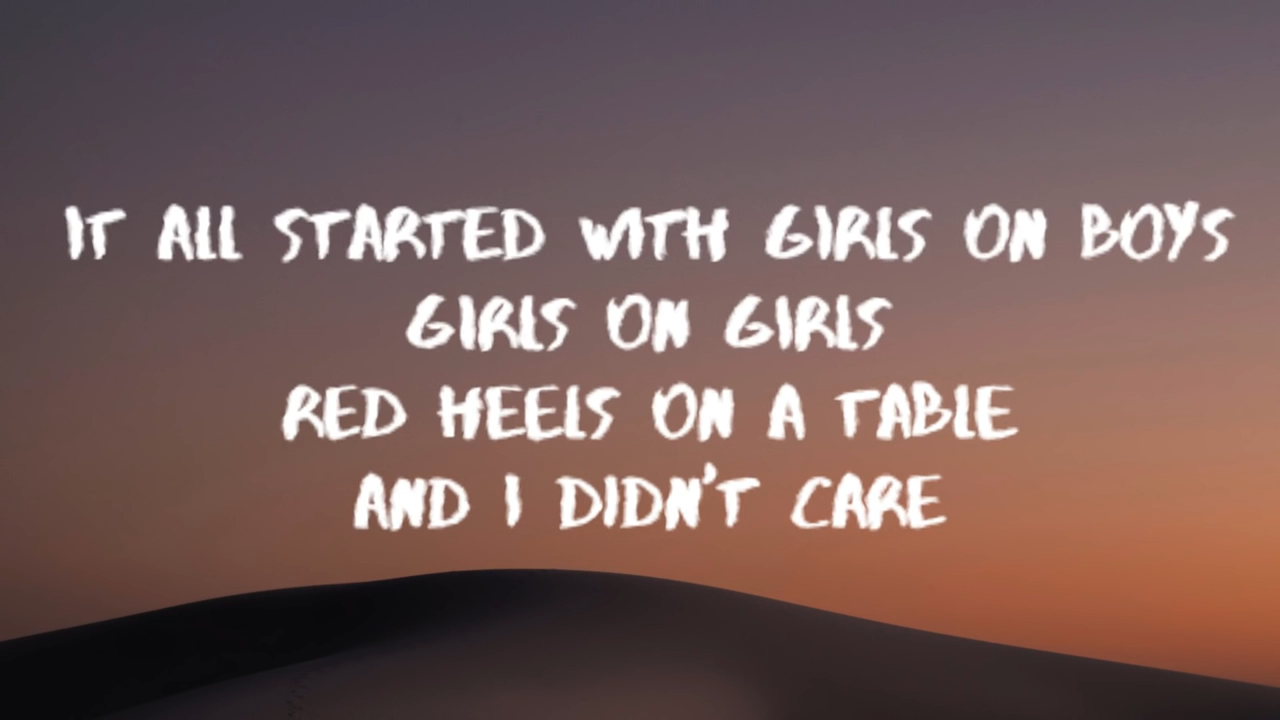 IT ALL STARTED WITH GIRLS ON BOYS
GIRLS ON GIRLS
RED HEELS ON A TABLE
AND I DIDN'T CARE